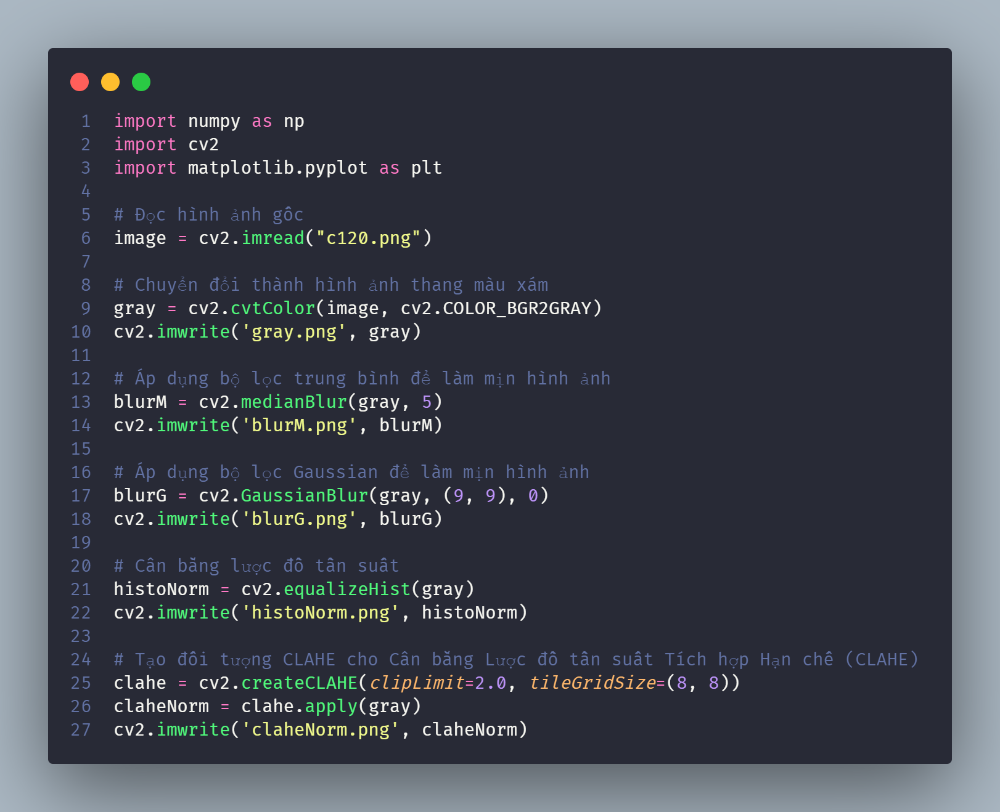 1 import numpy as np
2 import cv2
3 import matplotlib.pyplot as plt
4
5 # Đọc hình ảnh gốc
6 image = cv2.imread("c120.png")
7
8 # Chuyển đổi thành hình ảnh thang màu xám
9 gray = cv2.cvtColor(image, cv2.COLOR_BGR2GRAY)
10 cv2.imwrite('gray.png', gray)
11
12 # Áp dụng bộ lọc trung bình để làm mịn hình ảnh
13 blurM = cv2.medianBlur(gray, 5)
14 cv2.imwrite('blurM.png', blurM)
15
16 # Áp dụng bộ lọc Gaussian để làm mịn hình ảnh
17 blurG = cv2.GaussianBlur(gray, (9, 9), 0)
18 cv2.imwrite('blurG.png', blurG)
19
20 # Cân bằng lược đồ tần suất
21 histoNorm = cv2.equalizeHist(gray)
22 cv2.imwrite('histoNorm.png', histoNorm)
23
24 # Tạo đối tượng CLAHE cho Cân bằng Lược đồ tần suất Tích hợp Hạn chế (CLAHE)
25 clahe = cv2.createCLAHE(clipLimit=2.0, tileGridSize=(8, 8))
26 claheNorm = clahe.apply(gray)
27 cv2.imwrite('claheNorm.png', claheNorm)